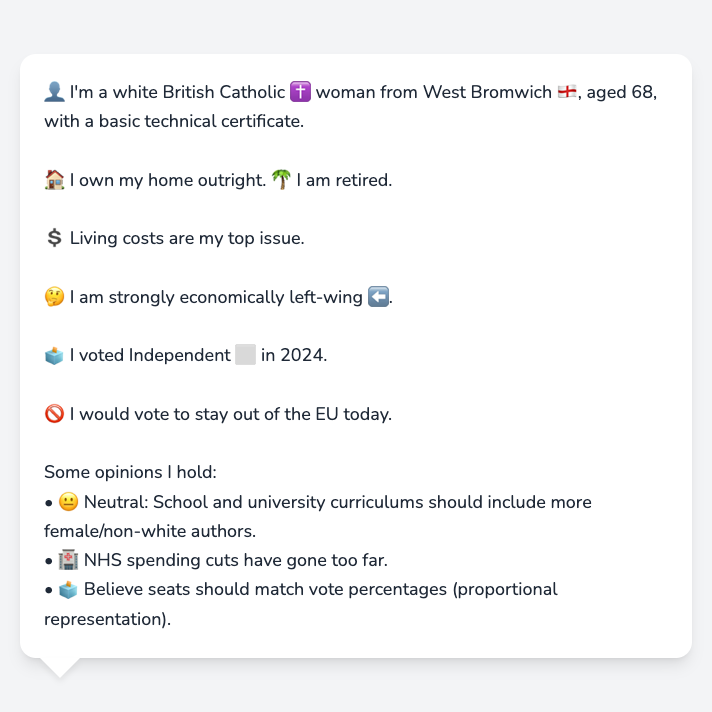 👤 I'm a white British Catholic ✝️ woman from West Bromwich 🏴󠁧󠁢󠁥󠁮󠁧󠁿, aged 68,
with a basic technical certificate.
🏠 I own my home outright. 🌴 I am retired.
💲 Living costs are my top issue.
🤔 I am strongly economically left-wing ⬅️.
🗳️ I voted Independent ⬜ in 2024.
🚫 I would vote to stay out of the EU today.
Some opinions I hold:
• 😐 Neutral: School and university curriculums should include more
female/non-white authors.
• 🏥 NHS spending cuts have gone too far.
• 🗳️ Believe seats should match vote percentages (proportional
representation).